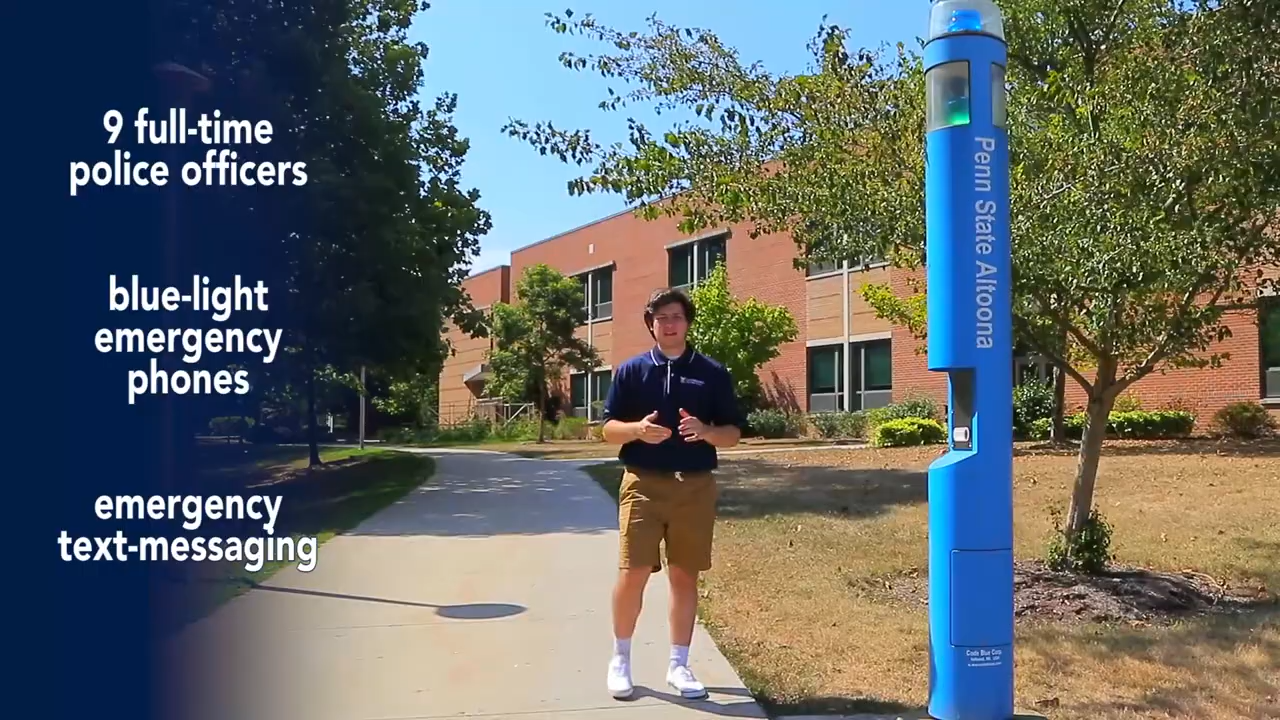 9 full-time
police officers
blue-light
emergency
phones
emergency
text-messaging
Penn State Altoona
Code Blue Corp.